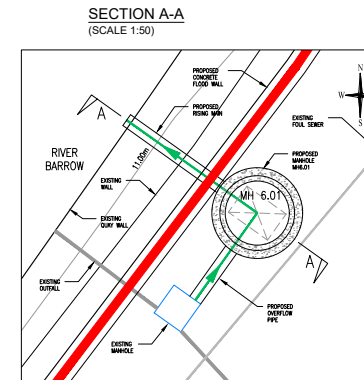 SECTION A-A
(SCALE 1:50)
PROPOSED
CONCRETE
FLOOD WALL
N
W
S
PROPOSED
RISING MAIN
EXISTING
FOUL SEWER
A
RIVER
BARROW
11.00m
PROPOSED
MANHOLE
MH6.01
EXISTING
WALL
MH 6.01
EXISTING
QUAY WALL
A
EXISTING
OUTFALL
PROPOSED
OVERFLOW
PIPE
EXISTING
MANHOLE